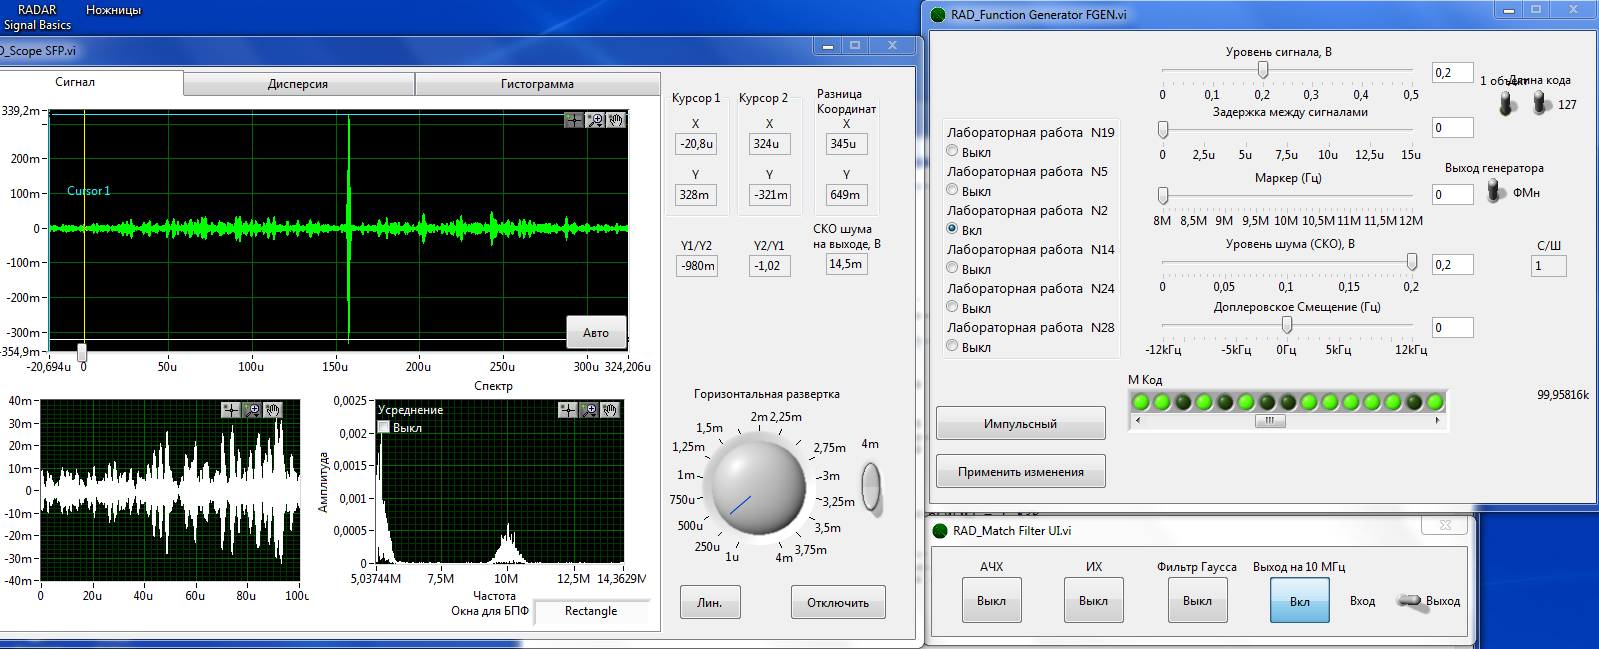 RADAR
Signal Basics
Ножницы
D_Scope SFP.vi
Сигнал
Дисперсия
Гистограмма
339,2m
200m
100m
0
-100m
-200m
-300m
-354,9m
Cursor 1
Авто
-20,694u
0
50u
100u
150u
200u
250u
300u
324,206u
Курсор 1
X
-20,8u
Y
328m
Курсор 2
X
324u
Y
-321m
Разница
Координат
X
345u
Y
649m
Y1/Y2
-980m
Y2/Y1
-1,02
СКО шума
на выходе, В
14,5m
40m
30m
20m
10m
0
-10m
-20m
-30m
-40m
0
20u
40u
60u
80u
100u
Спектр
Усреднение
Выкл
Амплитуда
0,0025
0,002
0,0015
0,001
0,0005
0
5,03744M
7,5M
10M
12,5M
14,3629M
Частота
Окна для БПФ
Rectangle
Горизонтальная развертка
2m
2,25m
1,5m
2,75m
1,25m
3m
1m
3,25m
750u
3,5m
500u
3,75m
250u
4m
1u
4m
Лин.
Отключить
RAD_Function Generator FGEN.vi
Лабораторная работа N19
Выкл
Лабораторная работа N5
Выкл
Лабораторная работа N2
Вкл
Лабораторная работа N14
Выкл
Лабораторная работа N24
Выкл
Лабораторная работа N28
Выкл
Импульсный
Применить изменения
Уровень сигнала, В
0,2
0
0,1
0,2
0,3
0,4
0,5
Задержка между сигналами
0
0
2,5u
5u
7,5u
10u
12,5u
15u
Маркер (Гц)
0
8M
8,5M
9M
9,5M
10M
10,5M
11M
11,5M
12M
Уровень шума (СКО), В
0,2
0
0,05
0,1
0,15
0,2
Доплеровское Смещение (Гц)
0
-12кГц
-5кГц
0Гц
5кГц
12кГц
1 объект
Длина кода
127
Выход генератора
ФМн
С/Ш
1
М Код
99,95816k
RAD_Match Filter UI.vi
АЧХ
Выкл
ИХ
Выкл
Фильтр Гаусса
Выкл
Выход на 10 МГц
Вкл
Вход
Выход